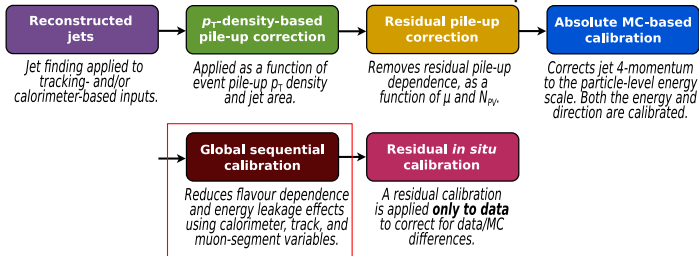 Reconstructed
jets
Jet finding applied to
tracking- and/or
calorimeter-based inputs.
pT-density-based
pile-up correction
Applied as a function of
event pile-up pT density
and jet area.
Residual pile-up
correction
Removes residual pile-up
dependence, as a
function of μ and NPV.
Absolute MC-based
calibration
Corrects jet 4-momentum
to the particle-level energy
scale. Both the energy and
direction are calibrated.
Global sequential
calibration
Reduces flavour dependence
and energy leakage effects
using calorimeter, track, and
muon-segment variables.
Residual in situ
calibration
A residual calibration
is applied only to data
to correct for data/MC
differences.